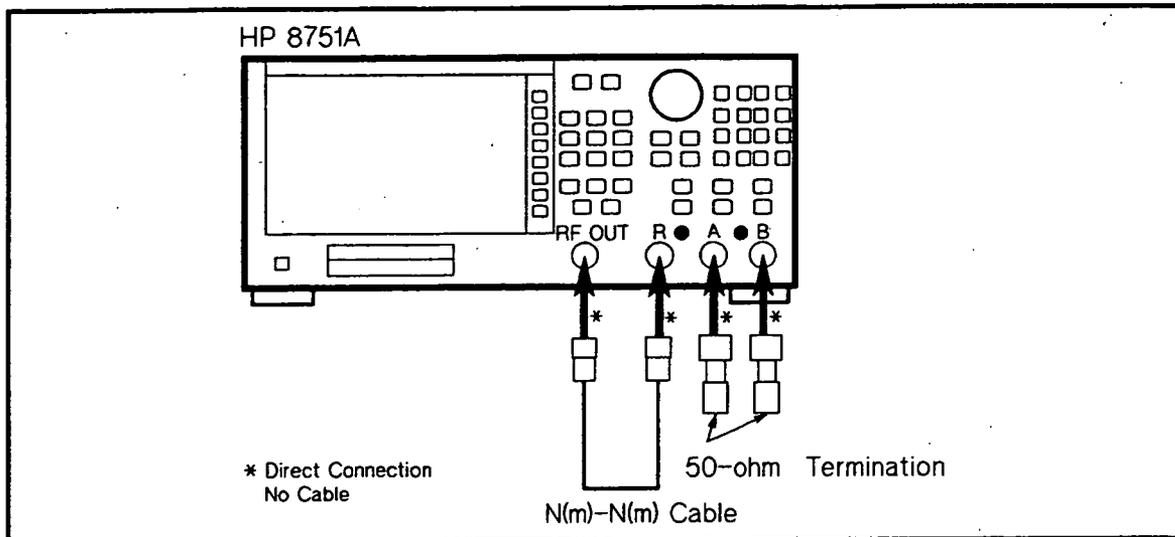 HP 8751A
RF OUT R A B
* * * *
50-ohm Termination
* Direct Connection
No Cable
N(m)-N(m) Cable